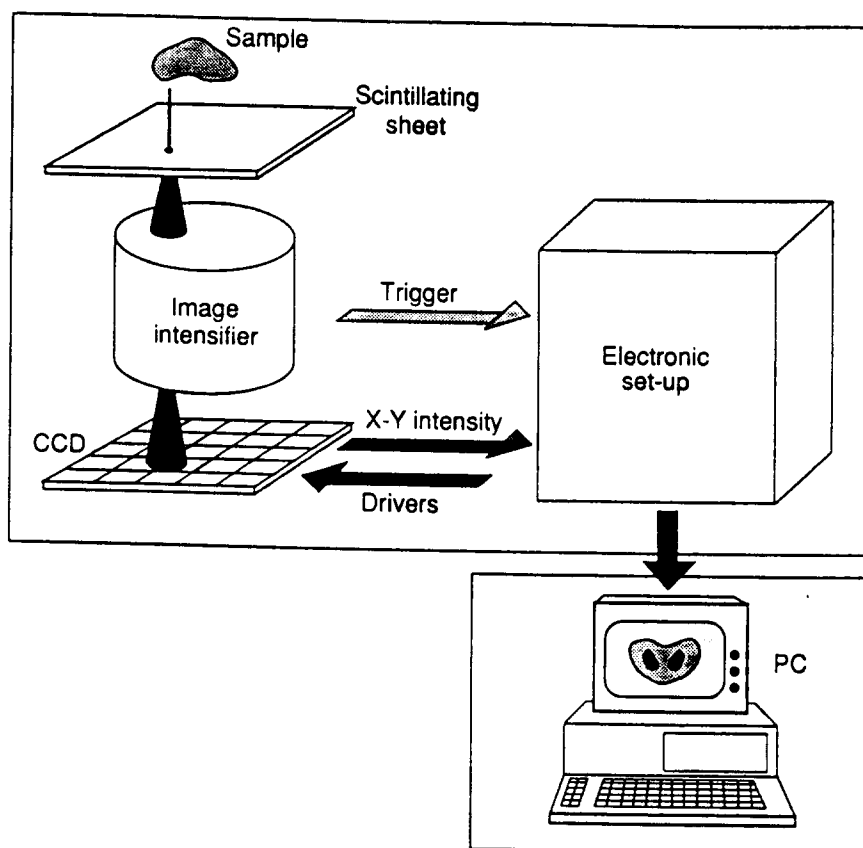 Sample
Scintillating
sheet
Image
intensifier
Trigger
Electronic
set-up
CCD
X-Y intensity
Drivers
PC